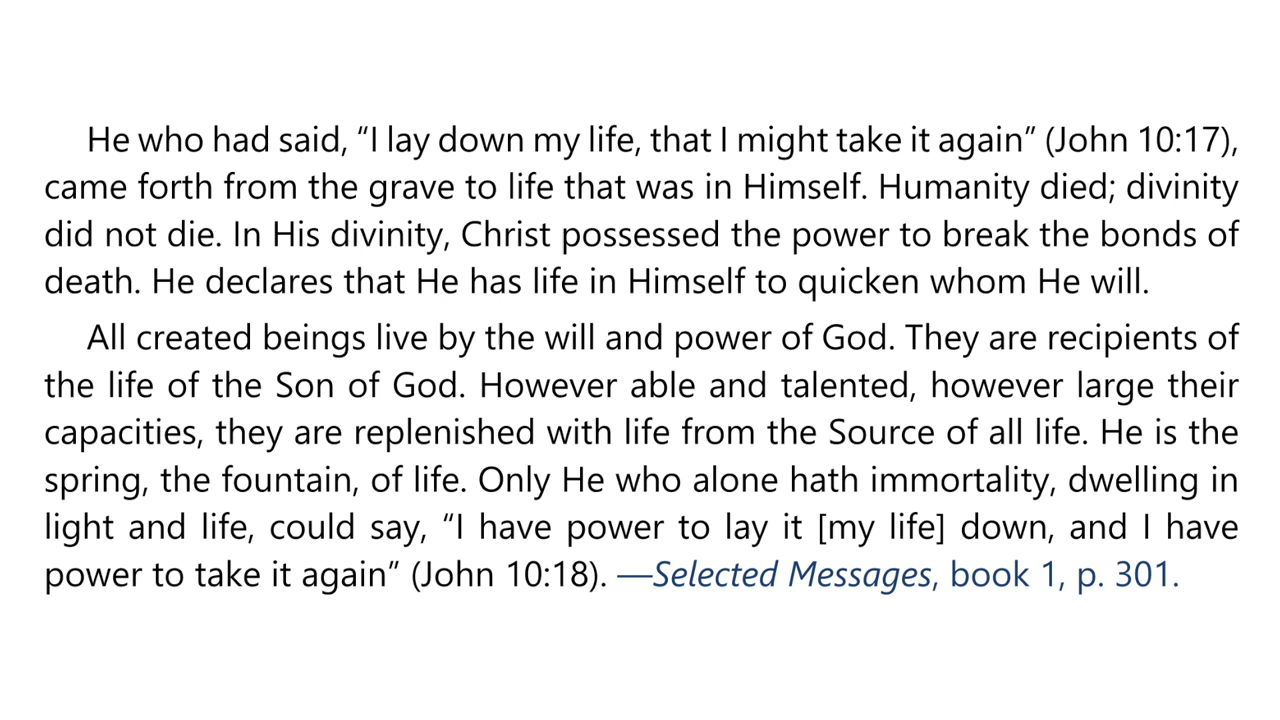 He who had said, “I lay down my life, that I might take it again” (John 10:17),
came forth from the grave to life that was in Himself. Humanity died; divinity
did not die. In His divinity, Christ possessed the power to break the bonds of
death. He declares that He has life in Himself to quicken whom He will.
All created beings live by the will and power of God. They are recipients of
the life of the Son of God. However able and talented, however large their
capacities, they are replenished with life from the Source of all life. He is the
spring, the fountain, of life. Only He who alone hath immortality, dwelling in
light and life, could say, “I have power to lay it [my life] down, and I have
power to take it again” (John 10:18). —Selected Messages, book 1, p. 301.